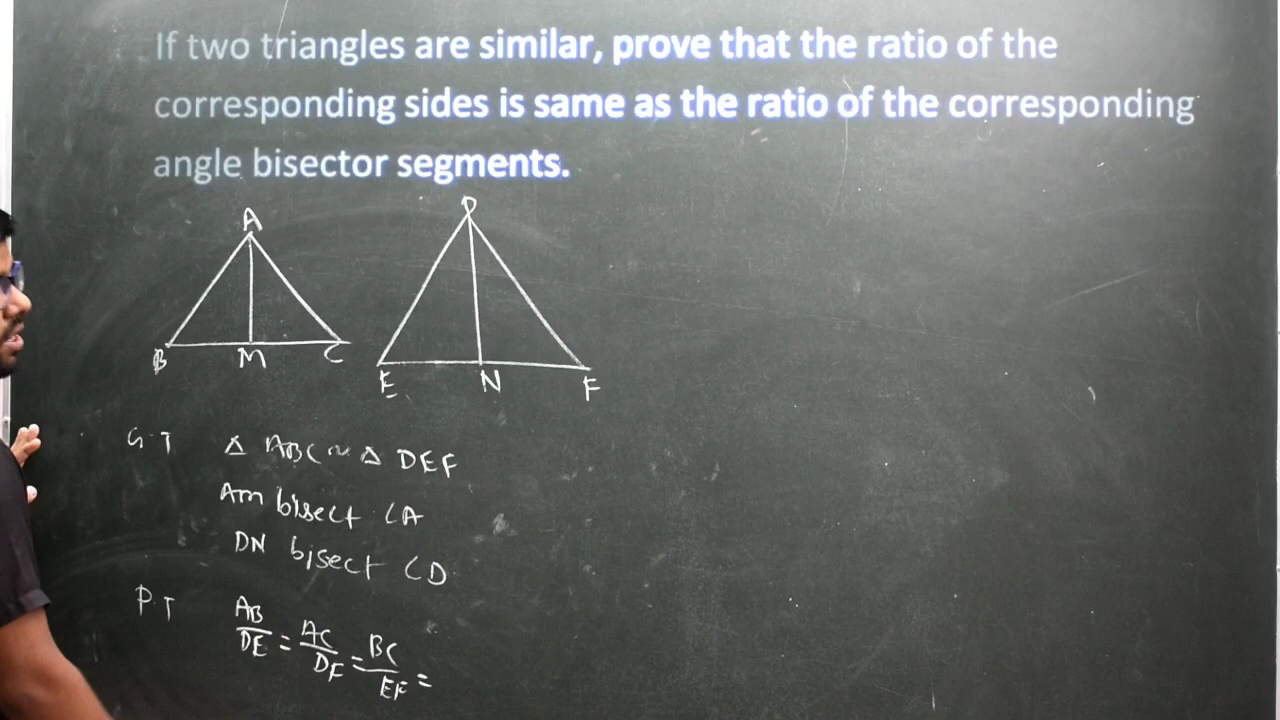 If two triangles are similar, prove that the ratio of the
corresponding sides is same as the ratio of the corresponding
angle bisector segments.
A
D
B M C
E N F
G.T Δ ABC ~ Δ DEF
Am bisect ∠A
DN bisect ∠D
P.T AB/DE = AC/DF = BC/EF =